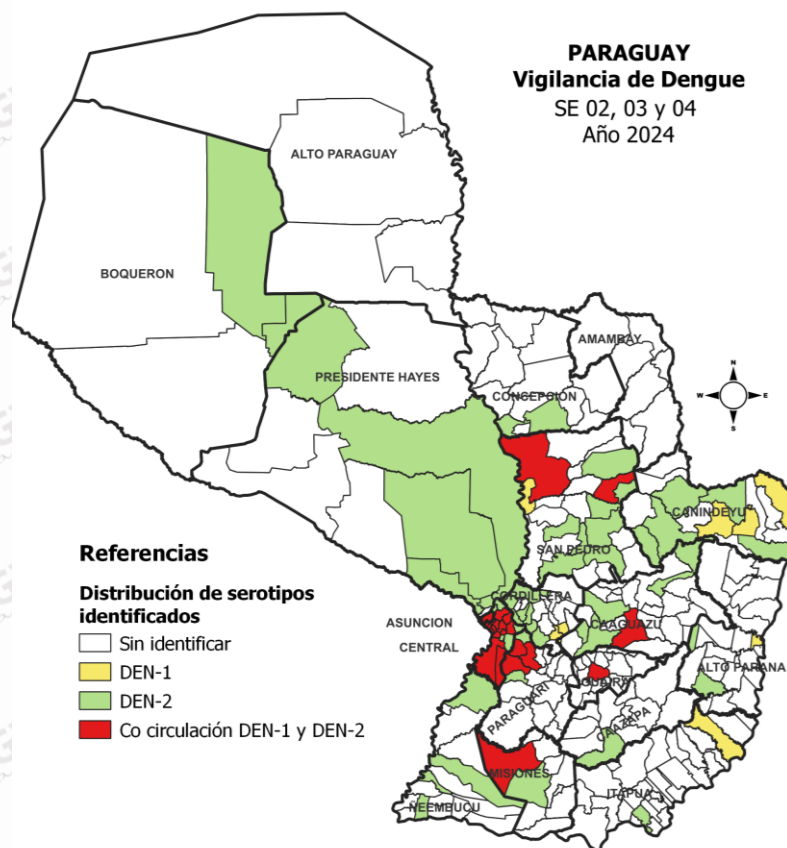 PARAGUAY
Vigilancia de Dengue
SE 02, 03 y 04
Año 2024
ALTO PARAGUAY
BOQUERON
AMAMBAY
PRESIDENTE HAYES
CONCEPCIÓN
N
W
E
S
CANINDEYU
SAN PEDRO
CORDILLERA
ASUNCION
CENTRAL
CAAGUAZU
ALTO PARANA
GUAIRA
PARAGUARI
CAAZAPA
MISIONES
ITAPUA
ÑEEMBUCU
Referencias
Distribución de serotipos
identificados
Sin identificar
DEN-1
DEN-2
Co circulación DEN-1 y DEN-2